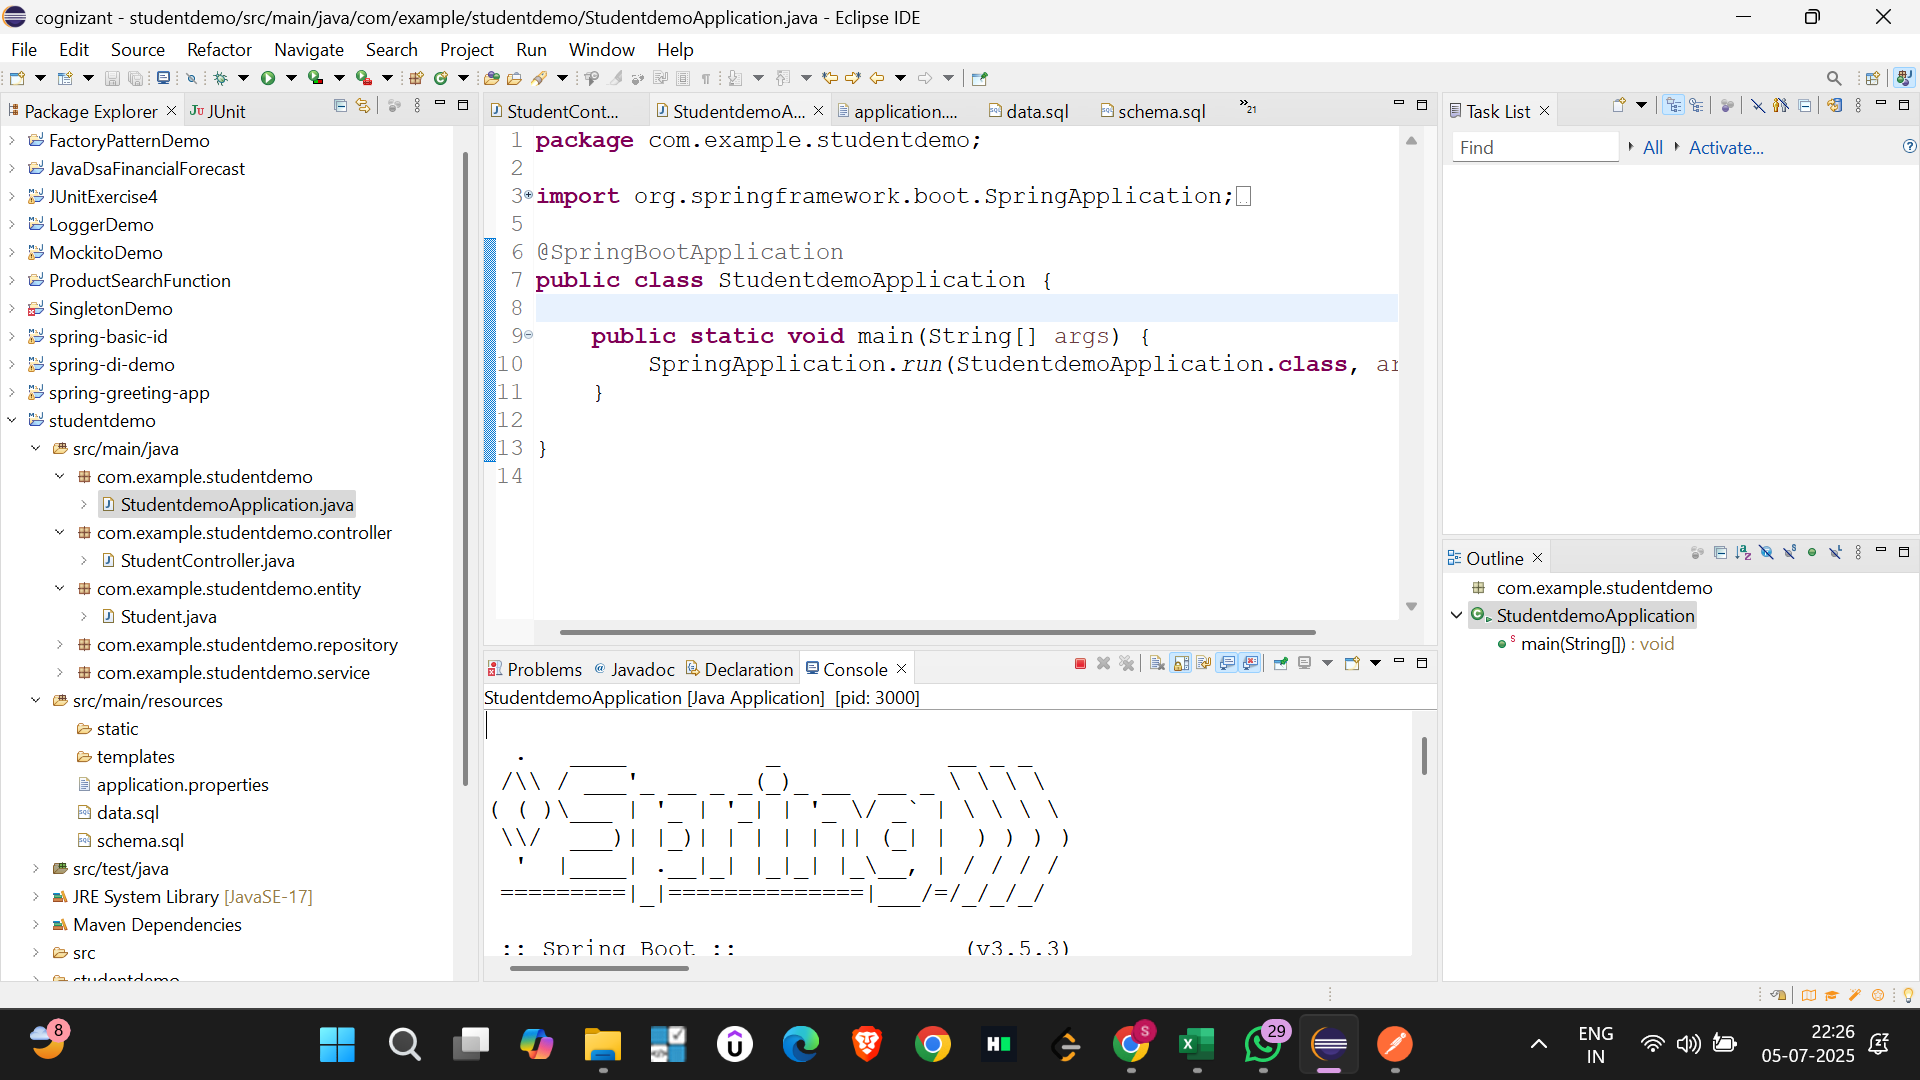 cognizant - studentdemo/src/main/java/com/example/studentdemo/StudentdemoApplication.java - Eclipse IDE
File Edit Source Refactor Navigate Search Project Run Window Help
Package Explorer JUnit
FactoryPatternDemo
JavaDsaFinancialForecast
JUnitExercise4
LoggerDemo
MockitoDemo
ProductSearchFunction
SingletonDemo
spring-basic-id
spring-di-demo
spring-greeting-app
studentdemo
src/main/java
com.example.studentdemo
StudentdemoApplication.java
com.example.studentdemo.controller
StudentController.java
com.example.studentdemo.entity
Student.java
com.example.studentdemo.repository
com.example.studentdemo.service
src/main/resources
static
templates
application.properties
data.sql
schema.sql
src/test/java
JRE System Library [JavaSE-17]
Maven Dependencies
src
studentdemo
StudentCont... StudentdemoA... application.... data.sql schema.sql »21
1 package com.example.studentdemo;
2
3 import org.springframework.boot.SpringApplication;
5
6 @SpringBootApplication
7 public class StudentdemoApplication {
8
9 public static void main(String[] args) {
10 SpringApplication.run(StudentdemoApplication.class, ar
11 }
12
13 }
14
Problems Javadoc Declaration Console
StudentdemoApplication [Java Application] [pid: 3000]
  .   ____          _            __ _ _
 /\\ / ___'_ __ _ _(_)_ __  __ _ \ \ \ \
( ( )\___ | '_ | '_| | '_ \/ _` | \ \ \ \
 \\/  ___)| |_)| | | | | || (_| |  ) ) ) )
  '  |____| .__|_| |_|_| |_\__, | / / / /
 =========|_|==============|___/=/_/_/_/
:: Spring Boot :: (v3.5.3)
Task List
Find All Activate...
Outline
com.example.studentdemo
StudentdemoApplication
main(String[]) : void
8
S
29
ENG
IN
22:26
05-07-2025